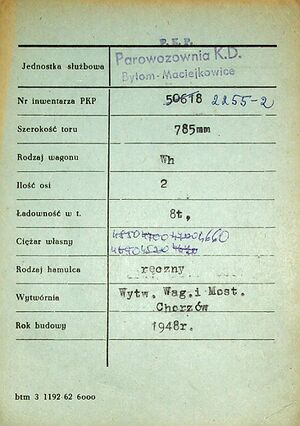 P. K. P.
Parowozownia K.D.
Jednostka służbowa
Bytom-Maciejkowice
Nr inwentarza PKP 50618 2255-2
Szerokość toru 785mm
Rodzaj wagonu Wh
Ilość osi 2
Ładowność w t. 8t,
Ciężar własny 4660
Rodzaj hamulca ręczny
Wytwórnia Wytw. Wag.i Most.
Chorzów
Rok budowy 1948r.
btm 3 1192 62 6000